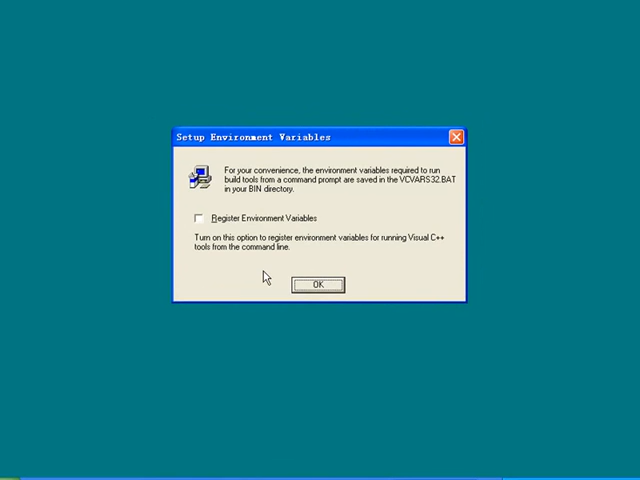 Setup Environment Variables
For your convenience, the environment variables required to run
build tools from a command prompt are saved in the VCVARS32.BAT
in your BIN directory.
Register Environment Variables
Turn on this option to register environment variables for running Visual C++
tools from the command line.
OK